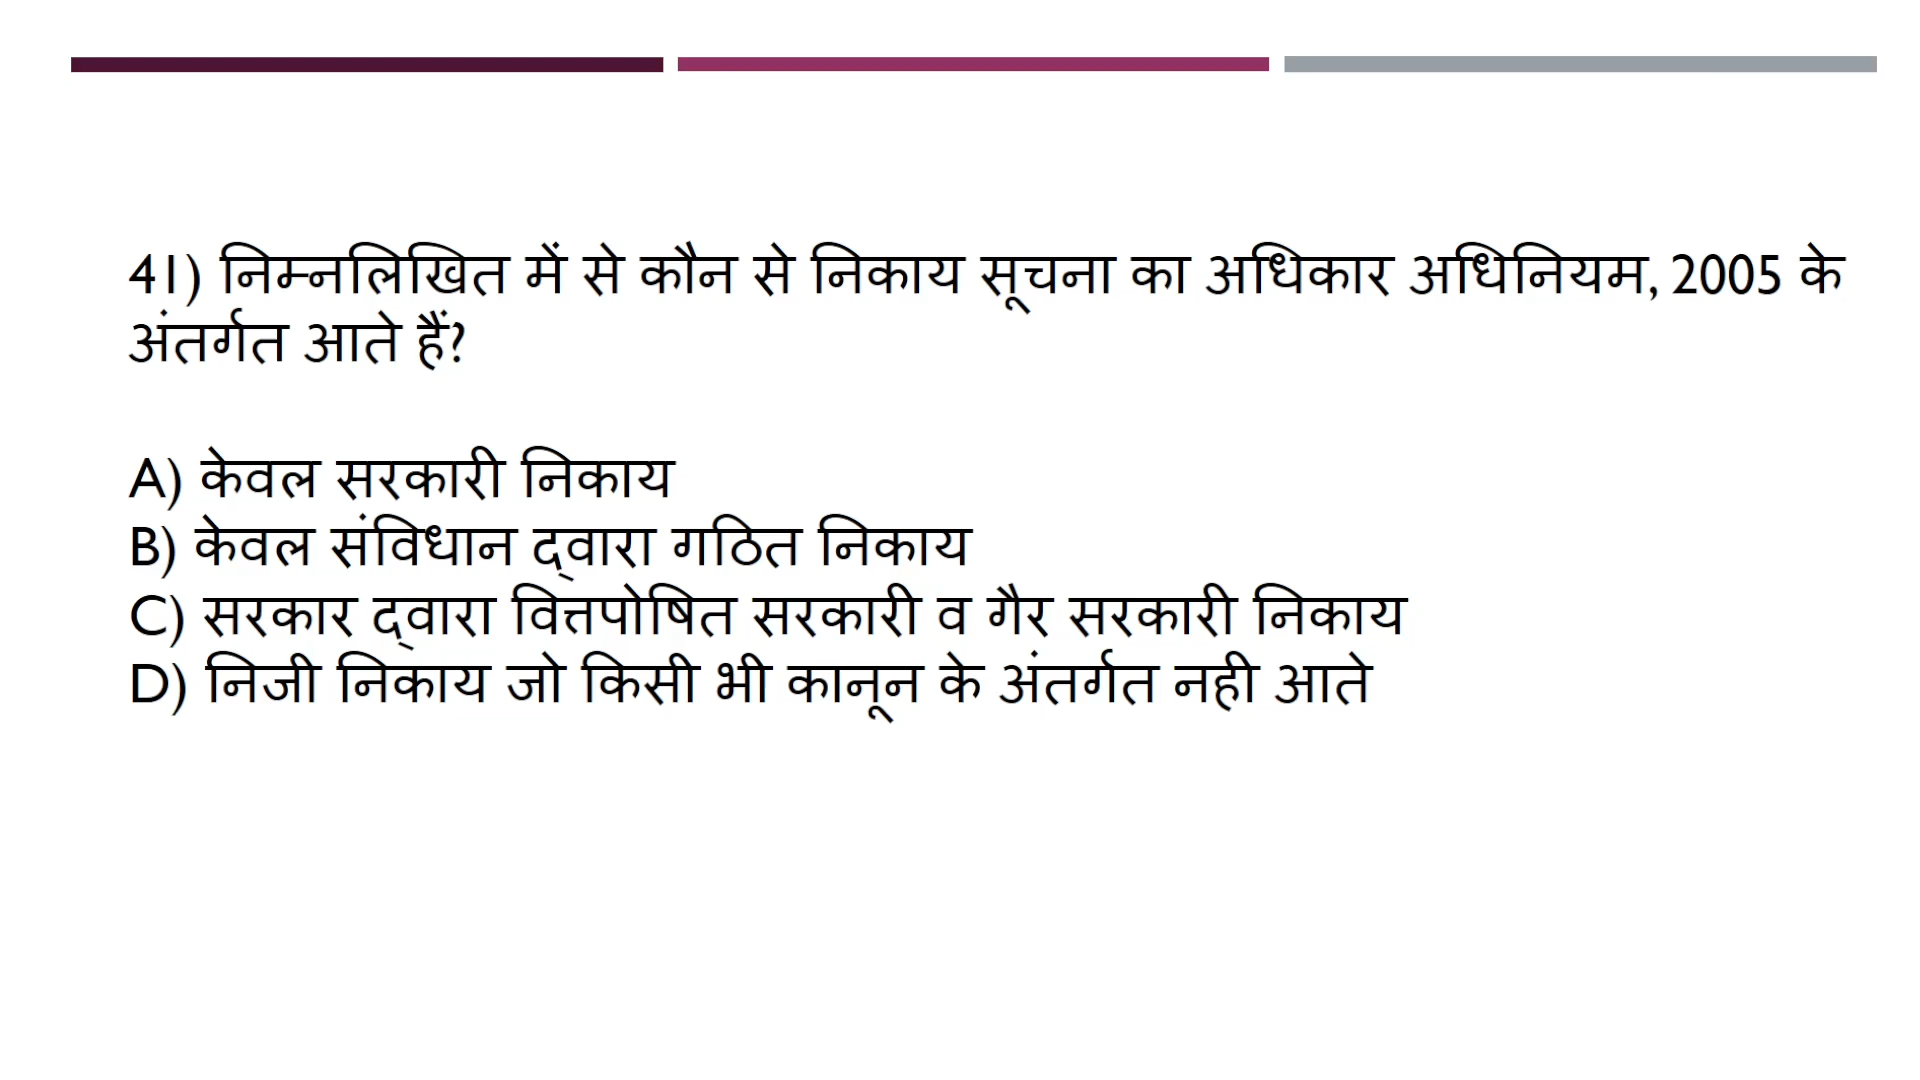 41) निम्नलिखित में से कौन से निकाय सूचना का अधिकार अधिनियम, 2005 के
अंतर्गत आते हैं?
A) केवल सरकारी निकाय
B) केवल संविधान द्वारा गठित निकाय
C) सरकार द्वारा वित्तपोषित सरकारी व गैर सरकारी निकाय
D) निजी निकाय जो किसी भी कानून के अंतर्गत नही आते